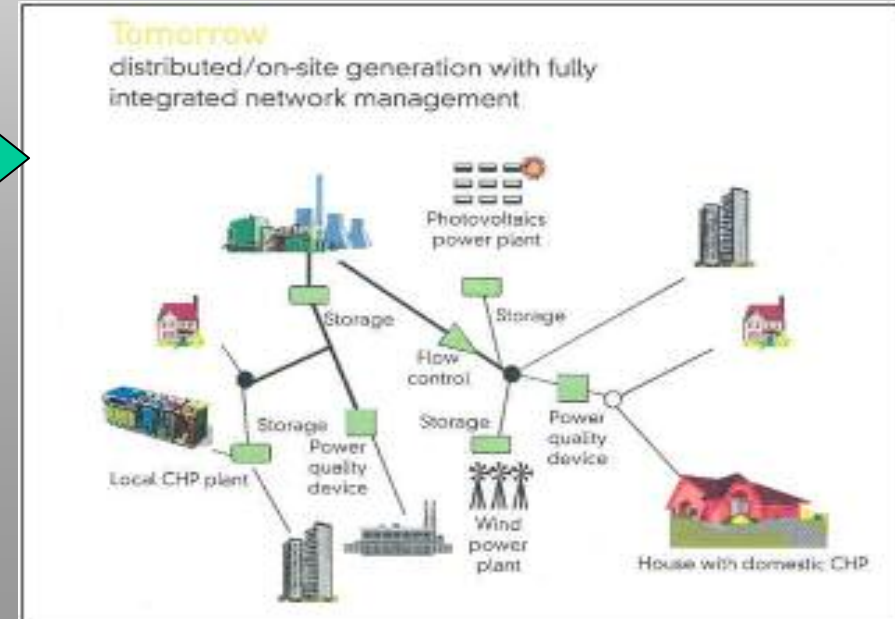 Tomorrow
distributed/on-site generation with fully
integrated network management
Photovoltaics
power plant
Storage
Storage
Flow
control
Storage
Storage
Power
quality
device
Power
quality
device
Local CHP plant
Wind
power
plant
House with domestic CHP